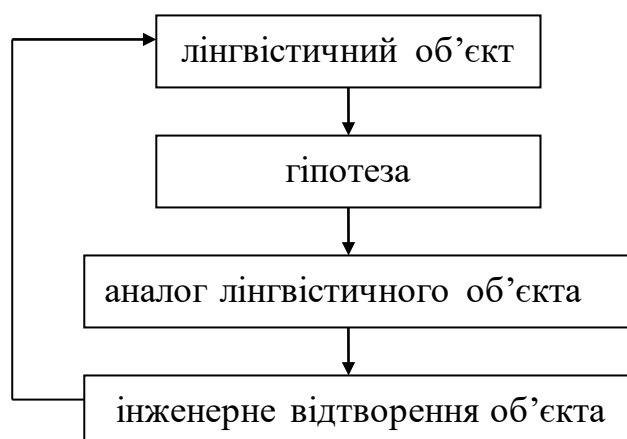 лінгвістичний об’єкт
гіпотеза
аналог лінгвістичного об’єкта
інженерне відтворення об’єкта